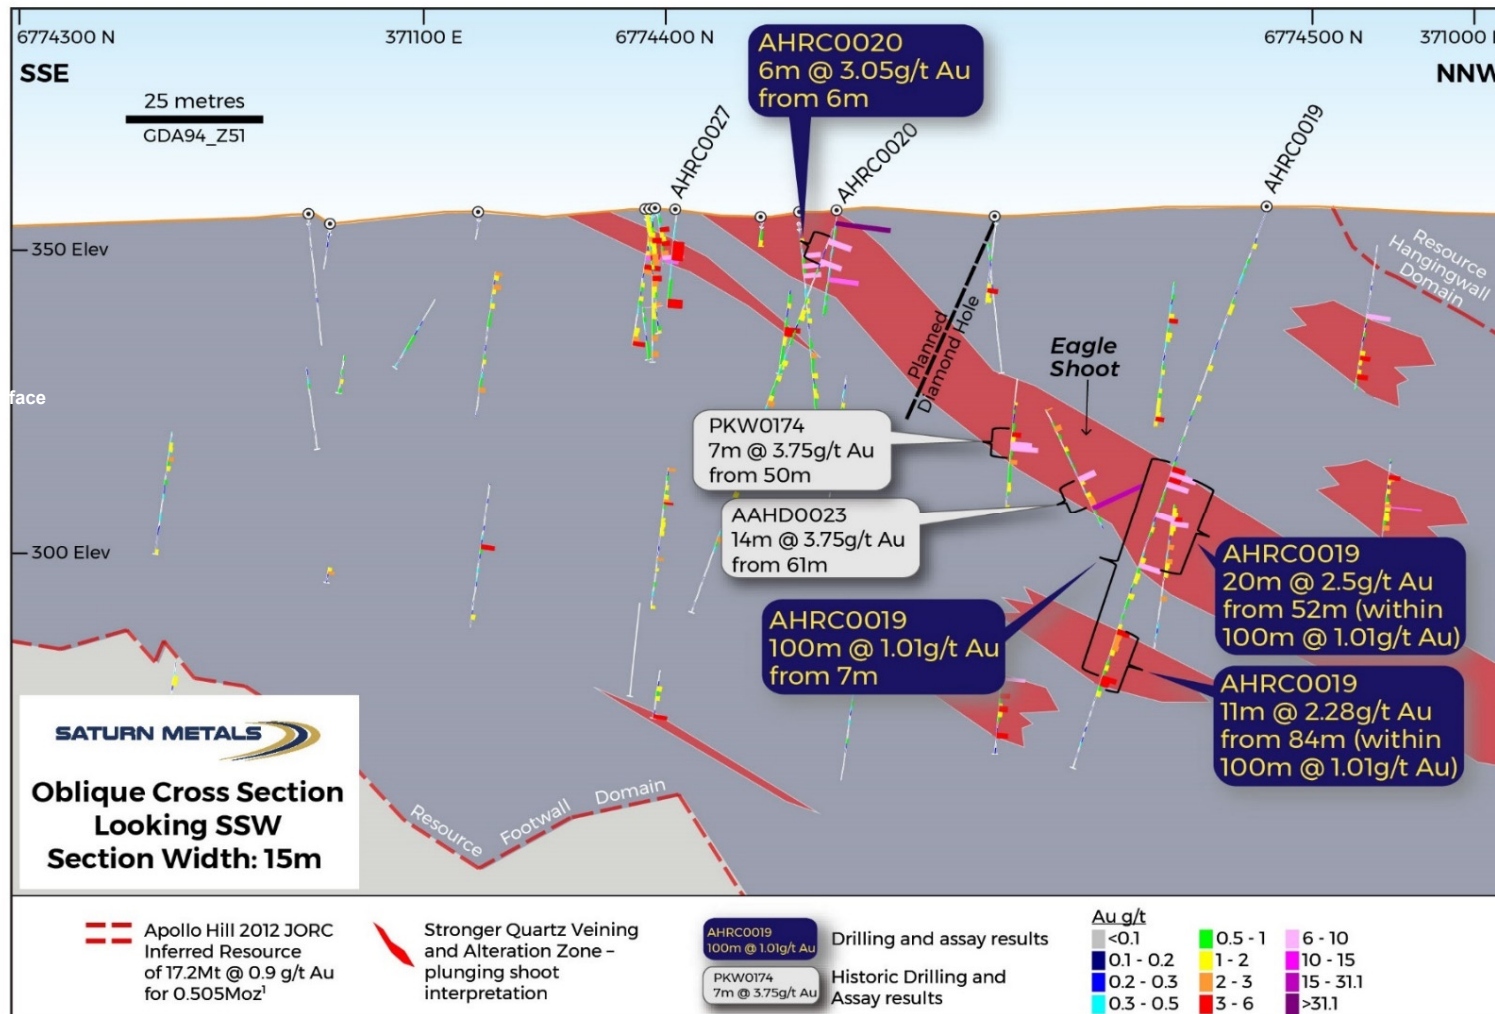 6774300 N
371100 E
6774400 N
6774500 N
371000 E
SSE
NNW
25 metres
GDA94_Z51
AHRC0020
6m @ 3.05g/t Au
from 6m
AHRC0027
AHRC0020
AHRC0019
350 Elev
Resource
Hangingwall
Domain
Planned
Diamond Hole
Eagle
Shoot
face
PKW0174
7m @ 3.75g/t Au
from 50m
AAHD0023
14m @ 3.75g/t Au
from 61m
300 Elev
AHRC0019
20m @ 2.5g/t Au
from 52m (within
100m @ 1.01g/t Au)
AHRC0019
100m @ 1.01g/t Au
from 7m
AHRC0019
11m @ 2.28g/t Au
from 84m (within
100m @ 1.01g/t Au)
SATURN METALS
Oblique Cross Section
Looking SSW
Section Width: 15m
Resource Footwall Domain
Apollo Hill 2012 JORC
Inferred Resource
of 17.2Mt @ 0.9 g/t Au
for 0.505Moz¹
Stronger Quartz Veining
and Alteration Zone –
plunging shoot
interpretation
AHRC0019
100m @ 1.01g/t Au
Drilling and assay results
PKW0174
7m @ 3.75g/t Au
Historic Drilling and
Assay results
Au g/t
<0.1
0.1 - 0.2
0.2 - 0.3
0.3 - 0.5
0.5 - 1
1 - 2
2 - 3
3 - 6
6 - 10
10 - 15
15 - 31.1
>31.1